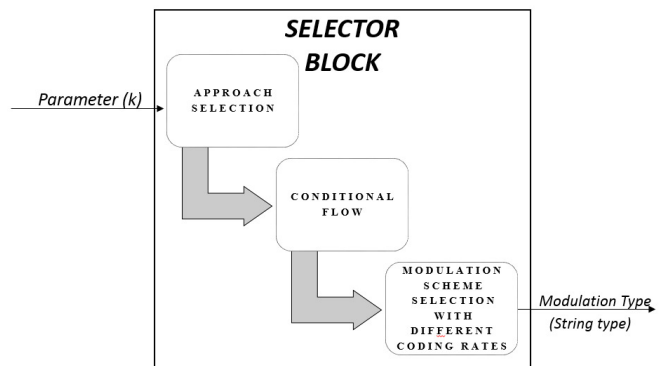 SELECTOR
BLOCK
Parameter (k)
APPROACH
SELECTION
CONDITIONAL
FLOW
MODULATION
SCHEME
SELECTION
WITH
DIFFERENT
CODING RATES
Modulation Type
(String type)